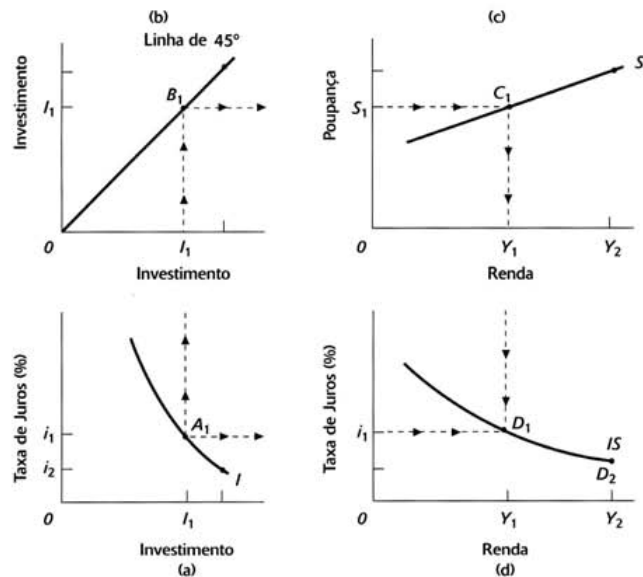 (b)
Linha de 45º
Investimento
I1
B1
0
I1
Investimento
(c)
Poupança
S
S1
C1
0
Y1
Y2
Renda
Taxa de Juros (%)
i1
i2
A1
I
0
I1
Investimento
(a)
Taxa de Juros (%)
i1
D1
IS
D2
0
Y1
Y2
Renda
(d)